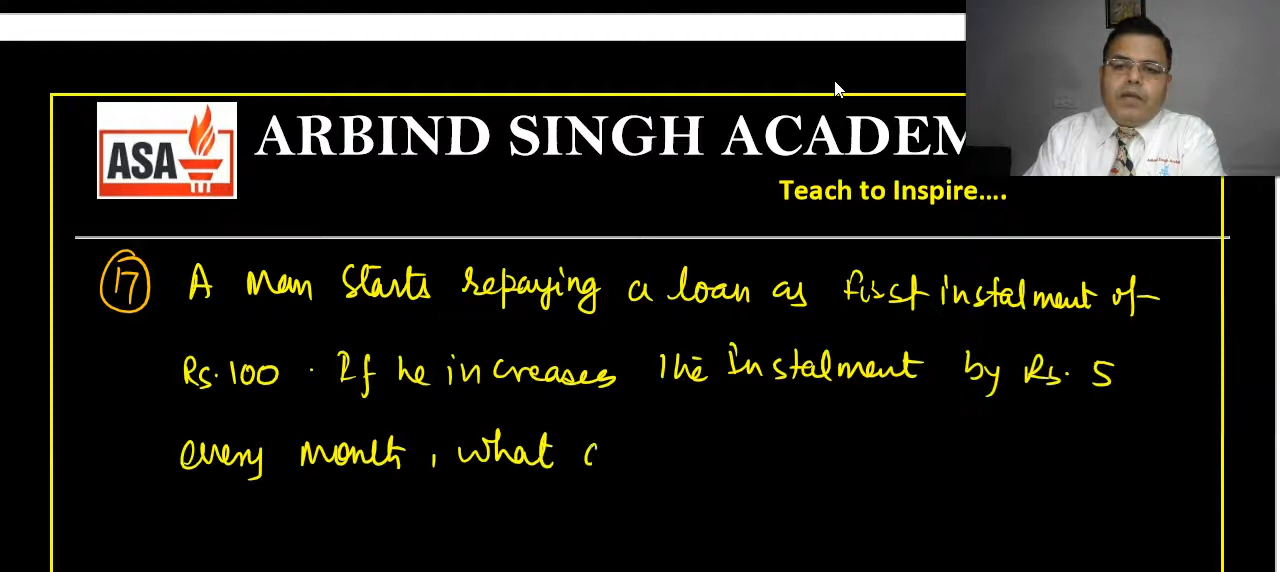 ASA
ARBIND SINGH ACADEM
Teach to Inspire....
17 A man starts repaying a loan as first instalment of
Rs. 100 . If he increases the Instalment by Rs. 5
every month , what